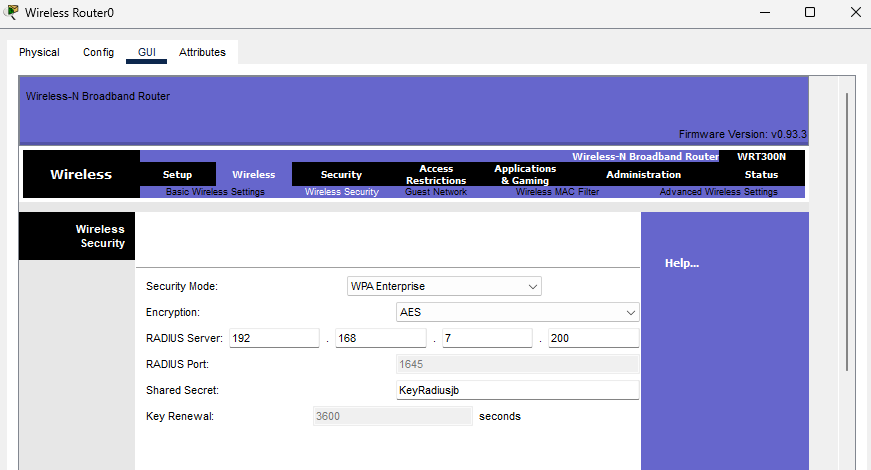 Wireless Router0
Physical Config GUI Attributes
Wireless-N Broadband Router
Firmware Version: v0.93.3
Wireless-N Broadband Router WRT300N
Wireless
Setup Wireless Security Access Restrictions Applications & Gaming Administration Status
Basic Wireless Settings Wireless Security Guest Network Wireless MAC Filter Advanced Wireless Settings
Wireless
Security
Help...
Security Mode: WPA Enterprise
Encryption: AES
RADIUS Server: 192 . 168 . 7 . 200
RADIUS Port: 1645
Shared Secret: KeyRadiusjb
Key Renewal: 3600 seconds